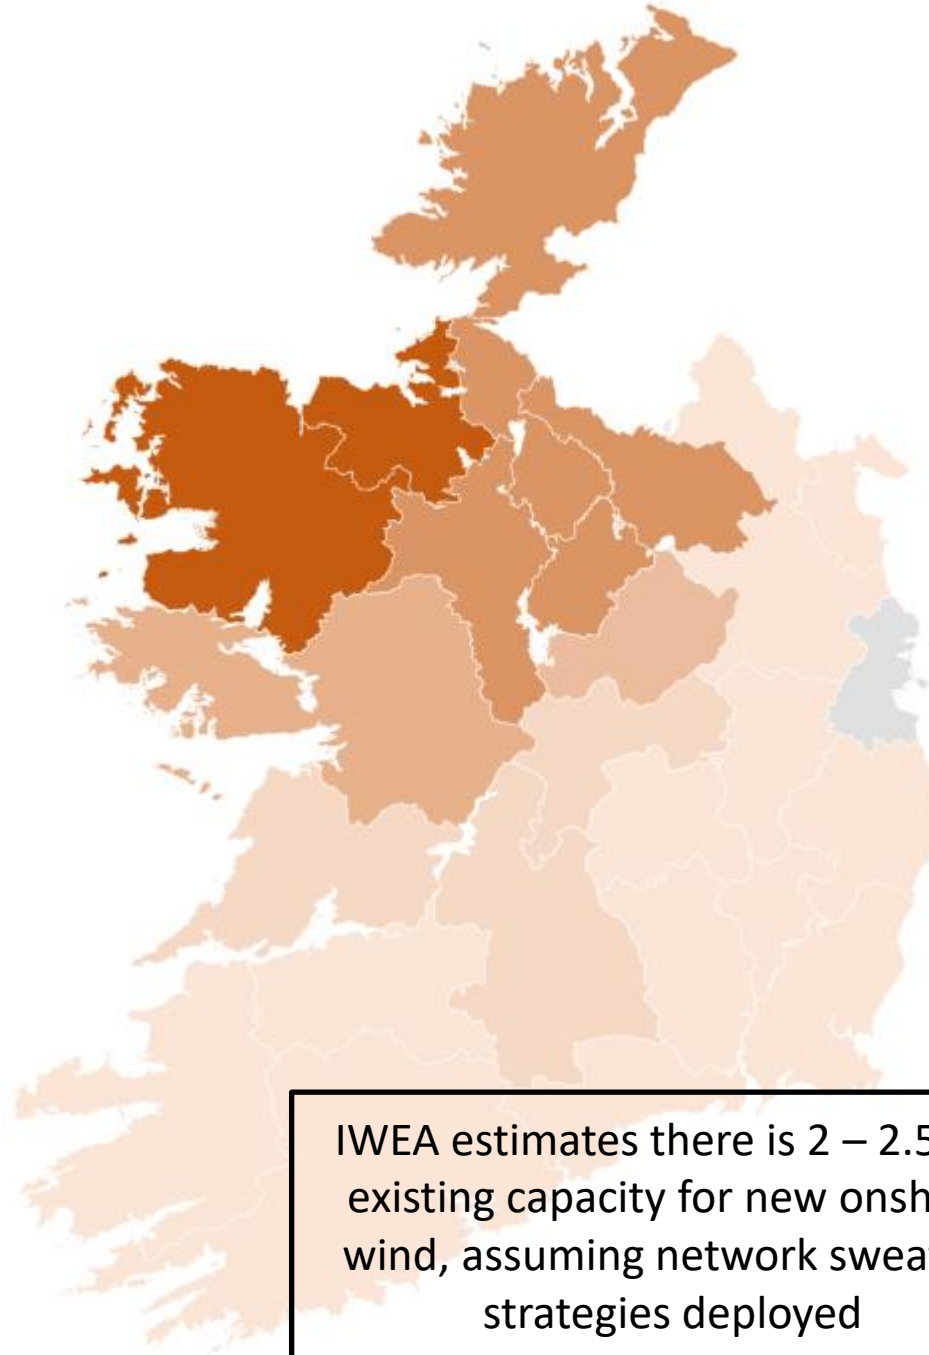 IWEA estimates there is 2 – 2.5
existing capacity for new onsh
wind, assuming network swea
strategies deployed